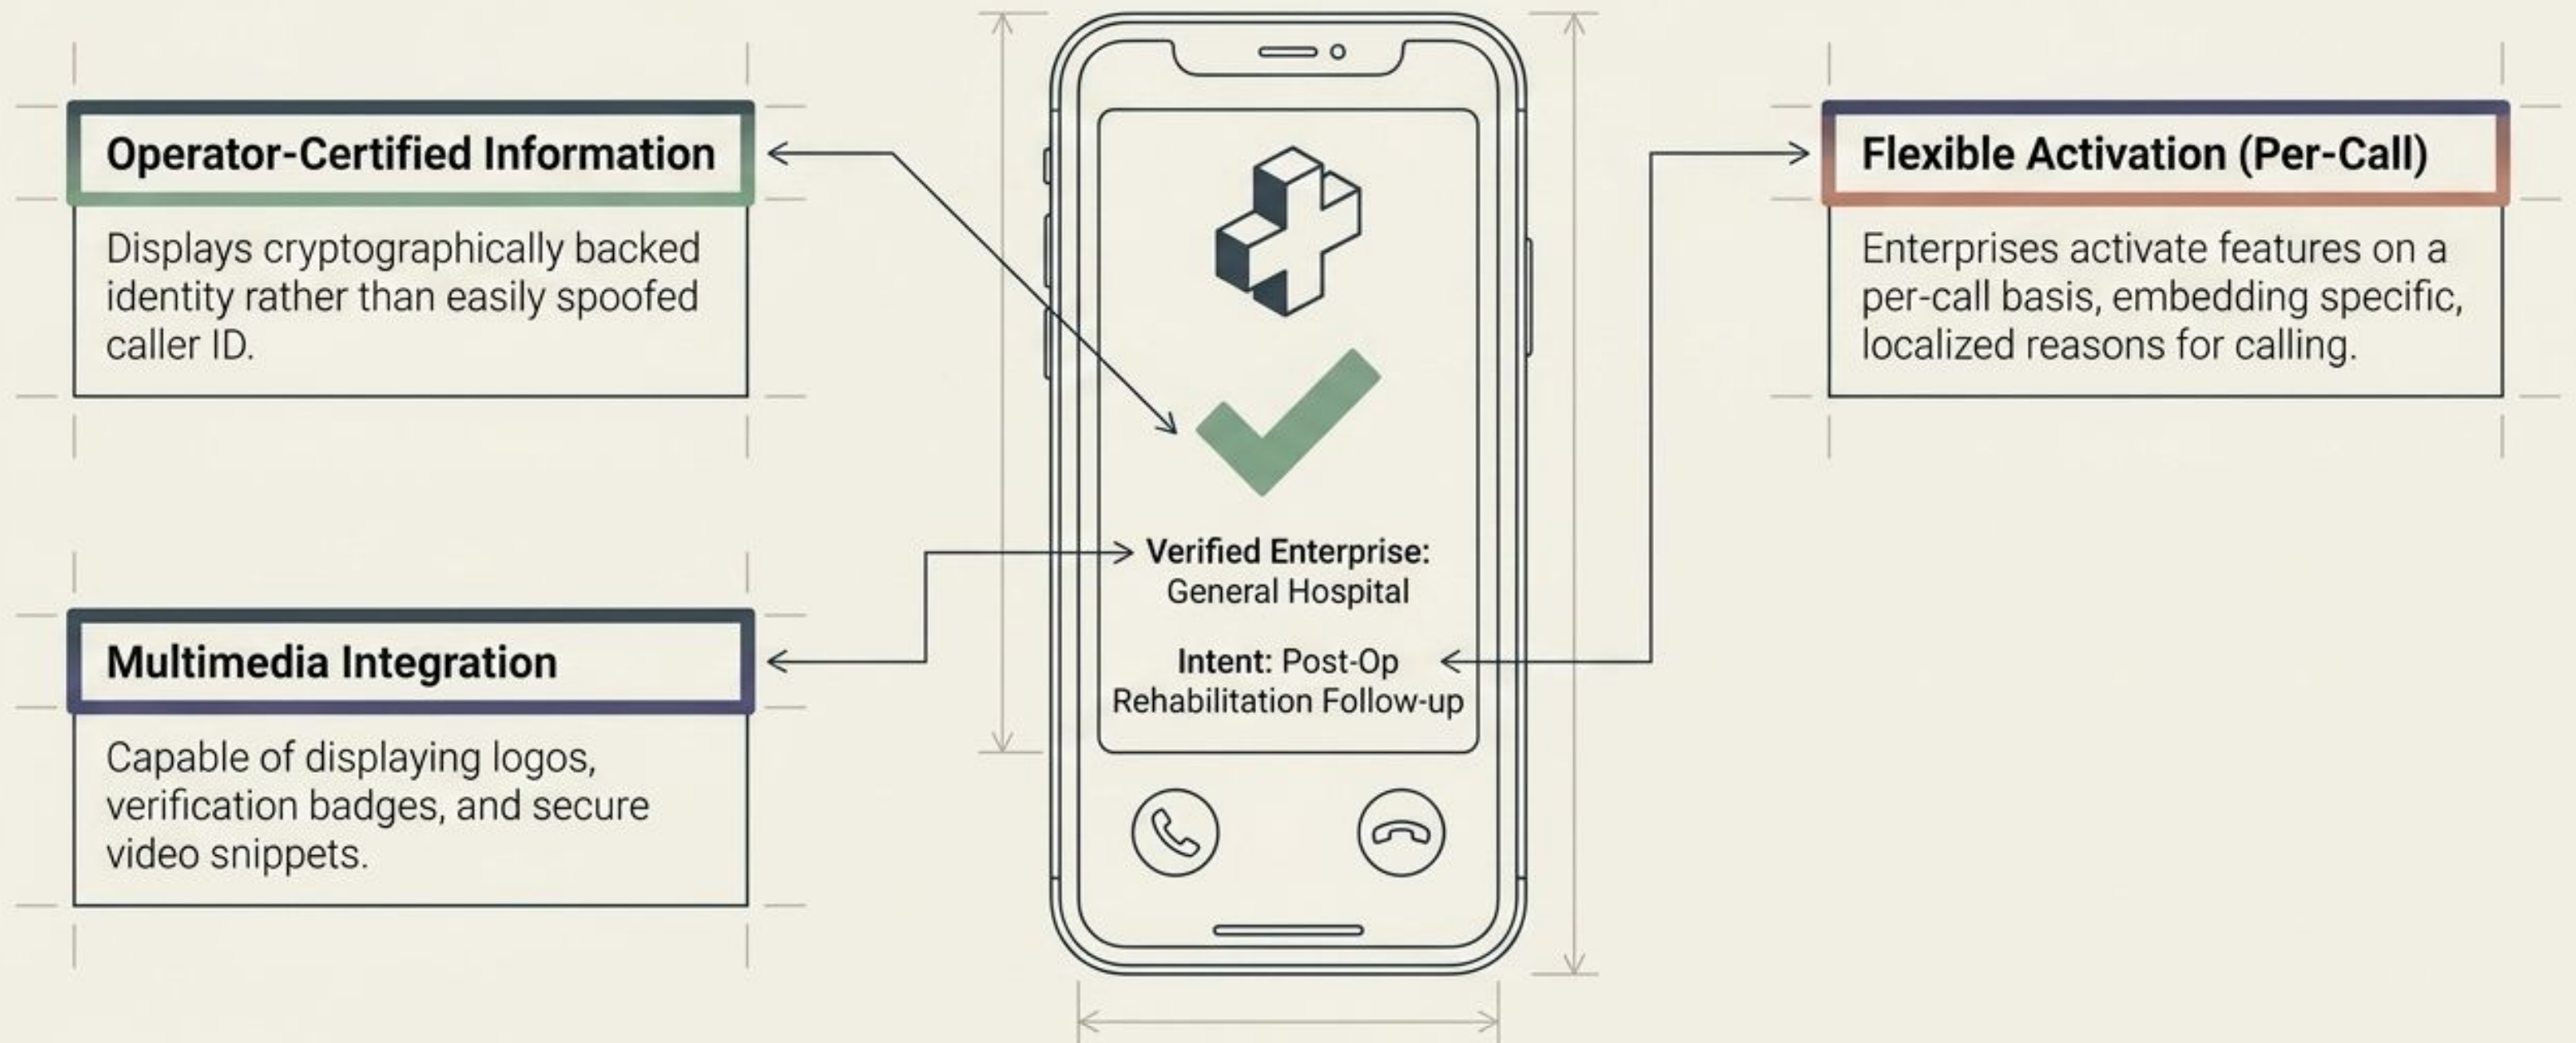 Operator-Certified Information
Displays cryptographically backed
identity rather than easily spoofed
caller ID.
Multimedia Integration
Capable of displaying logos,
verification badges, and secure
video snippets.
Verified Enterprise:
General Hospital
Intent: Post-Op
Rehabilitation Follow-up
Flexible Activation (Per-Call)
Enterprises activate features on a
per-call basis, embedding specific,
localized reasons for calling.